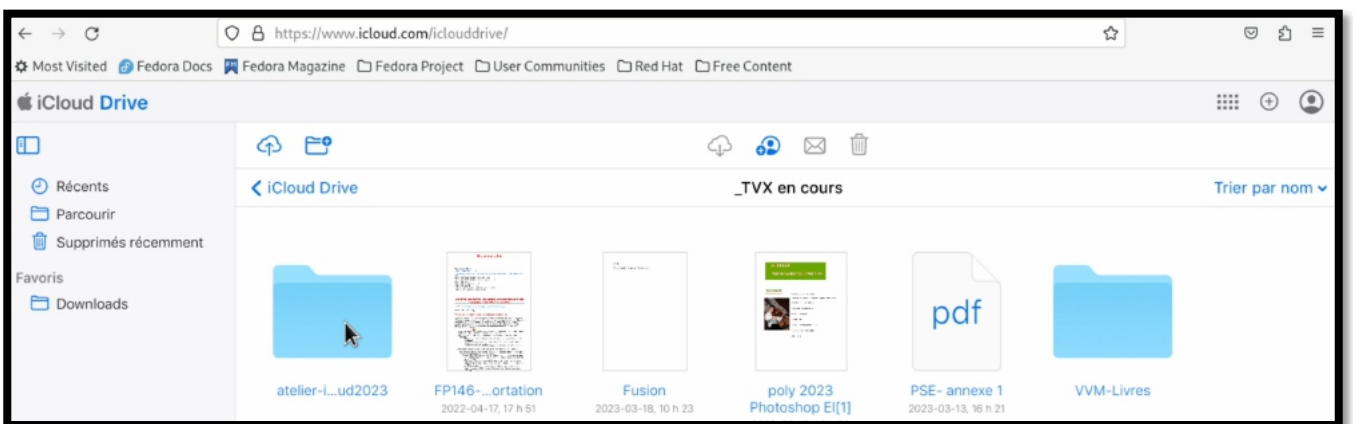 https://www.icloud.com/iclouddrive/
Most Visited Fedora Docs Fedora Magazine Fedora Project User Communities Red Hat Free Content
iCloud Drive
Récents
Parcourir
Supprimés récemment
Favoris
Downloads
iCloud Drive _TVX en cours Trier par nom
pdf
atelier-i...ud2023 FP146-...ortation Fusion poly 2023 PSE- annexe 1 VVM-Livres
2022-04-17, 17 h 51 2023-03-18, 10 h 23 Photoshop El[1] 2023-03-13, 16 h 21